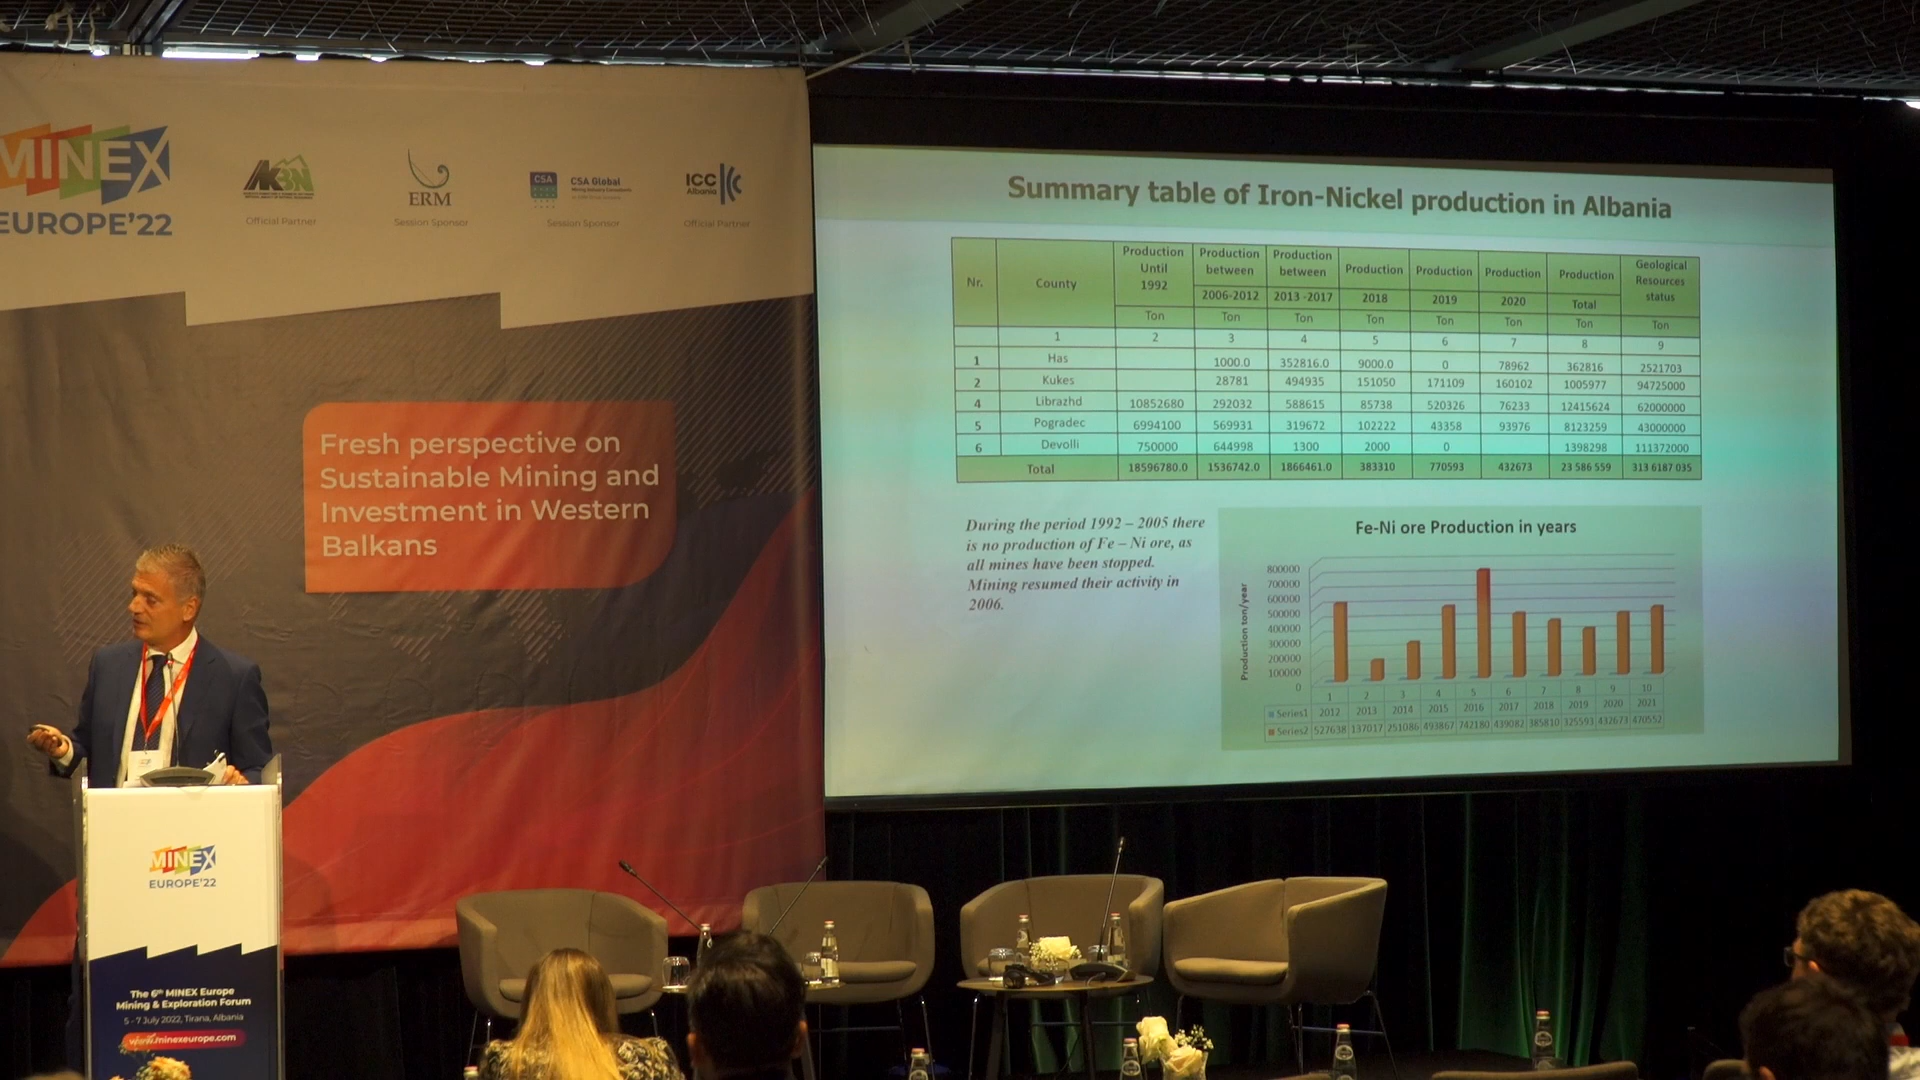 MINEX
EUROPE'22
AKBN
Official Partner
ERM
Session Sponsor
CSA
CSA Global
Mining Industry Consultants
Session Sponsor
ICC
Albania
Official Partner
Fresh perspective on
Sustainable Mining and
Investment in Western
Balkans
MINEX
EUROPE'22
The 6th MINEX Europe
Mining & Exploration Forum
5 - 7 July 2022, Tirana, Albania
www.minexeurope.com
Summary table of Iron-Nickel production in Albania
Nr. County Production Until 1992 Production between 2006-2012 Production between 2013 -2017 Production 2018 Production 2019 Production 2020 Production Total Geological Resources status
Ton Ton Ton Ton Ton Ton Ton Ton
1 2 3 4 5 6 7 8 9
1 Has 1000.0 352816.0 9000.0 0 78962 362816 2521703
2 Kukes 28781 494935 151050 171109 160102 1005977 94725000
4 Librazhd 10852680 292032 588615 85738 520326 76233 12415624 62000000
5 Pogradec 6994100 569931 319672 102222 43358 93976 8123259 43000000
6 Devolli 750000 644998 1300 2000 0 1398298 111372000
Total 18596780.0 1536742.0 1866461.0 383310 770593 432673 23 586 559 313 6187 035
During the period 1992 – 2005 there
is no production of Fe – Ni ore, as
all mines have been stopped.
Mining resumed their activity in
2006.
Fe-Ni ore Production in years
Production ton/year
800000
700000
600000
500000
400000
300000
200000
100000
0
1 2 3 4 5 6 7 8 9 10
Series1 2012 2013 2014 2015 2016 2017 2018 2019 2020 2021
Series2 527638 137017 251086 493867 742180 439082 385810 325593 432673 470552